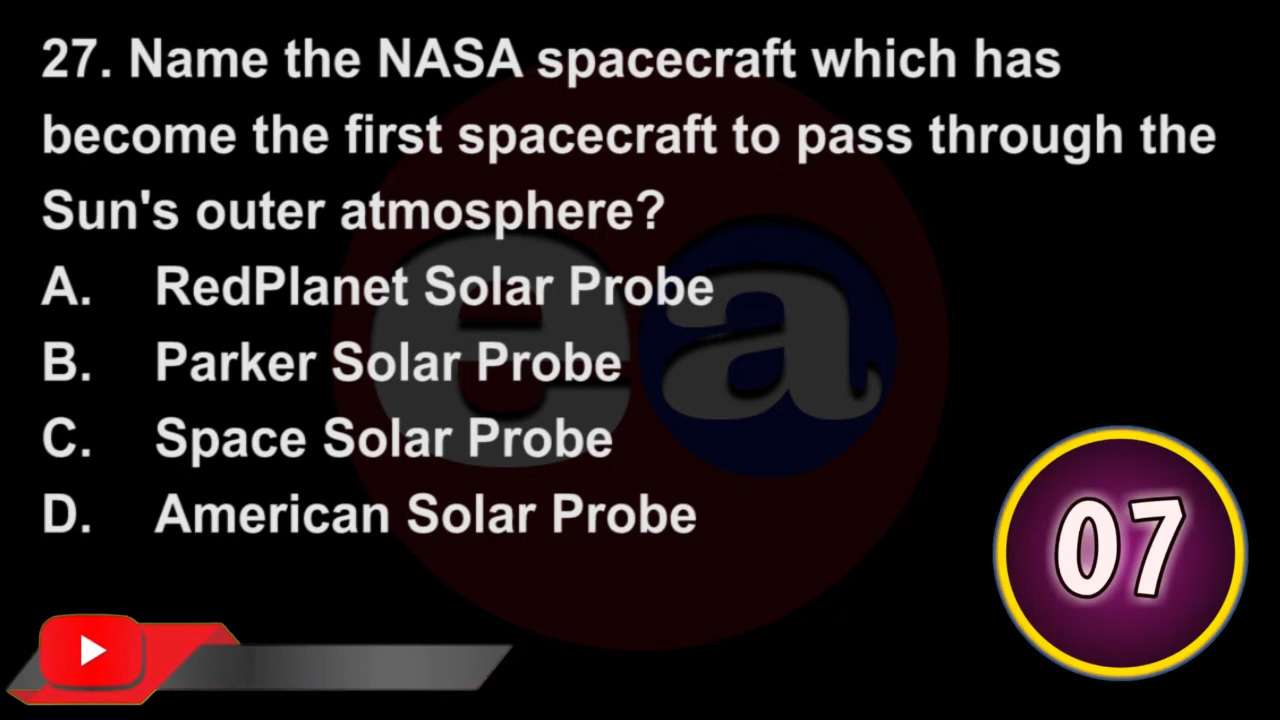 27. Name the NASA spacecraft which has
become the first spacecraft to pass through the
Sun's outer atmosphere?
A. RedPlanet Solar Probe
B. Parker Solar Probe
C. Space Solar Probe
D. American Solar Probe
ea
07